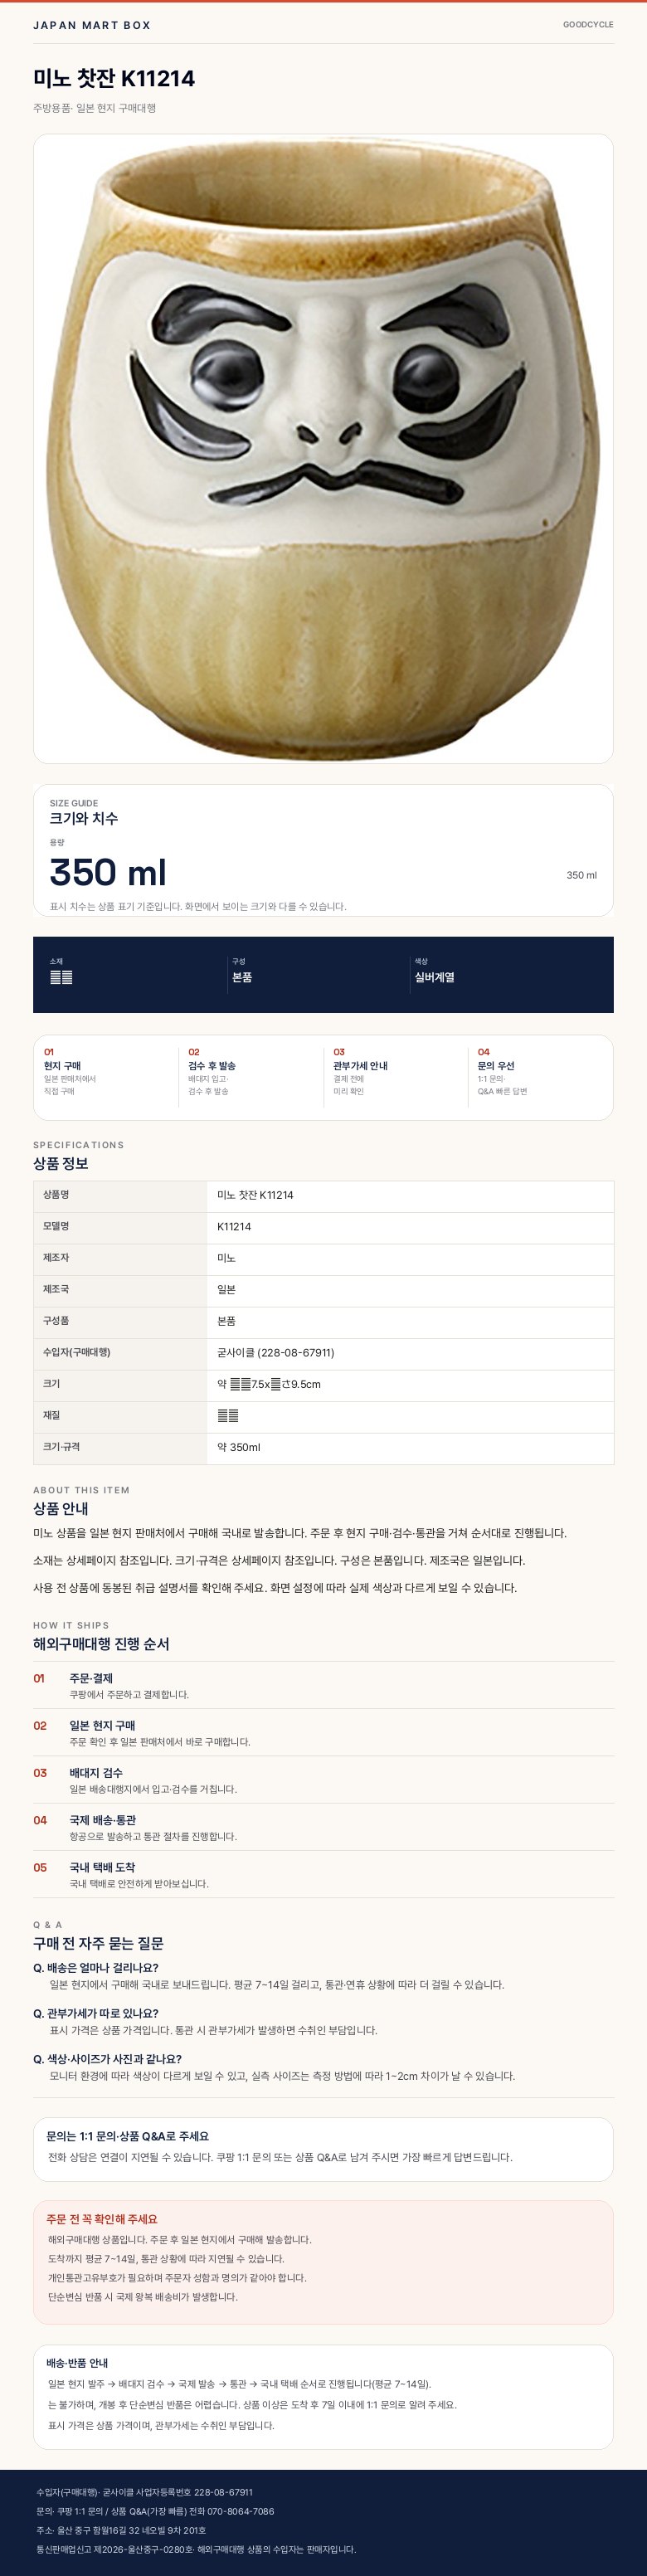 JAPAN MART BOX
GOODCYCLE
미노 찻잔 K11214
주방용품· 일본 현지 구매대행
SIZE GUIDE
크기와 치수
용량
350 ml
350 ml
표시 치수는 상품 표기 기준입니다. 화면에서 보이는 크기와 다를 수 있습니다.
소재
구성
본품
색상
실버계열
01
현지 구매
일본 판매처에서
직접 구매
02
검수 후 발송
배대지 입고·
검수 후 발송
03
관부가세 안내
결제 전에
미리 확인
04
문의 우선
1:1 문의·
Q&A 빠른 답변
SPECIFICATIONS
상품 정보
상품명 미노 찻잔 K11214
모델명 K11214
제조자 미노
제조국 일본
구성품 본품
수입자(구매대행) 굳사이클 (228-08-67911)
크기 약 7.5x さ9.5cm
재질
크기·규격 약 350ml
ABOUT THIS ITEM
상품 안내
미노 상품을 일본 현지 판매처에서 구매해 국내로 발송합니다. 주문 후 현지 구매·검수·통관을 거쳐 순서대로 진행됩니다.
소재는 상세페이지 참조입니다. 크기·규격은 상세페이지 참조입니다. 구성은 본품입니다. 제조국은 일본입니다.
사용 전 상품에 동봉된 취급 설명서를 확인해 주세요. 화면 설정에 따라 실제 색상과 다르게 보일 수 있습니다.
HOW IT SHIPS
해외구매대행 진행 순서
01 주문·결제
쿠팡에서 주문하고 결제합니다.
02 일본 현지 구매
주문 확인 후 일본 판매처에서 바로 구매합니다.
03 배대지 검수
일본 배송대행지에서 입고·검수를 거칩니다.
04 국제 배송·통관
항공으로 발송하고 통관 절차를 진행합니다.
05 국내 택배 도착
국내 택배로 안전하게 받아보십니다.
Q & A
구매 전 자주 묻는 질문
Q. 배송은 얼마나 걸리나요?
일본 현지에서 구매해 국내로 보내드립니다. 평균 7~14일 걸리고, 통관·연휴 상황에 따라 더 걸릴 수 있습니다.
Q. 관부가세가 따로 있나요?
표시 가격은 상품 가격입니다. 통관 시 관부가세가 발생하면 수취인 부담입니다.
Q. 색상·사이즈가 사진과 같나요?
모니터 환경에 따라 색상이 다르게 보일 수 있고, 실측 사이즈는 측정 방법에 따라 1~2cm 차이가 날 수 있습니다.
문의는 1:1 문의·상품 Q&A로 주세요
전화 상담은 연결이 지연될 수 있습니다. 쿠팡 1:1 문의 또는 상품 Q&A로 남겨 주시면 가장 빠르게 답변드립니다.
주문 전 꼭 확인해 주세요
해외구매대행 상품입니다. 주문 후 일본 현지에서 구매해 발송합니다.
도착까지 평균 7~14일, 통관 상황에 따라 지연될 수 있습니다.
개인통관고유부호가 필요하며 주문자 성함과 명의가 같아야 합니다.
단순변심 반품 시 국제 왕복 배송비가 발생합니다.
배송·반품 안내
일본 현지 발주 → 배대지 검수 → 국제 발송 → 통관 → 국내 택배 순서로 진행됩니다(평균 7~14일).
는 불가하며, 개봉 후 단순변심 반품은 어렵습니다. 상품 이상은 도착 후 7일 이내에 1:1 문의로 알려 주세요.
표시 가격은 상품 가격이며, 관부가세는 수취인 부담입니다.
수입자(구매대행)· 굳사이클 사업자등록번호 228-08-67911
문의· 쿠팡 1:1 문의 / 상품 Q&A(가장 빠름) 전화 070-8064-7086
주소· 울산 중구 함월16길 32 네오빌 9차 201호
통신판매업신고 제2026-울산중구-0280호· 해외구매대행 상품의 수입자는 판매자입니다.